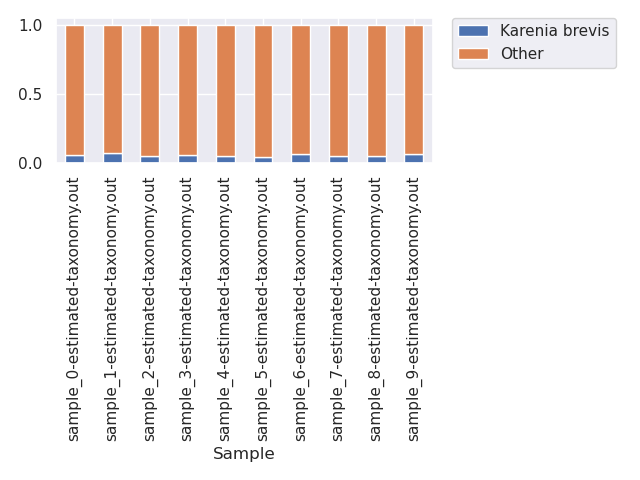 1.0
0.5
0.0
Karenia brevis
Other
sample_0-estimated-taxonomy.out
sample_1-estimated-taxonomy.out
sample_2-estimated-taxonomy.out
sample_3-estimated-taxonomy.out
sample_4-estimated-taxonomy.out
sample_5-estimated-taxonomy.out
sample_6-estimated-taxonomy.out
sample_7-estimated-taxonomy.out
sample_8-estimated-taxonomy.out
sample_9-estimated-taxonomy.out
Sample